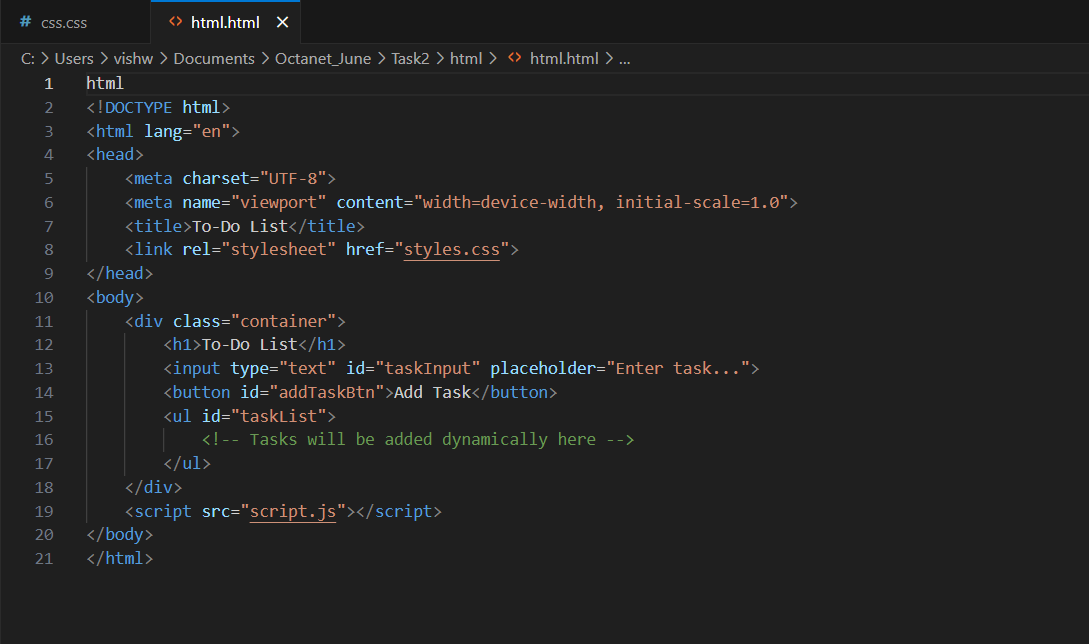 # css.css <> html.html ×
C: > Users > vishw > Documents > Octanet_June > Task2 > html > <> html.html > ...
1 html
2 <!DOCTYPE html>
3 <html lang="en">
4 <head>
5     <meta charset="UTF-8">
6     <meta name="viewport" content="width=device-width, initial-scale=1.0">
7     <title>To-Do List</title>
8     <link rel="stylesheet" href="styles.css">
9 </head>
10 <body>
11     <div class="container">
12         <h1>To-Do List</h1>
13         <input type="text" id="taskInput" placeholder="Enter task...">
14         <button id="addTaskBtn">Add Task</button>
15         <ul id="taskList">
16             <!-- Tasks will be added dynamically here -->
17         </ul>
18     </div>
19     <script src="script.js"></script>
20 </body>
21 </html>